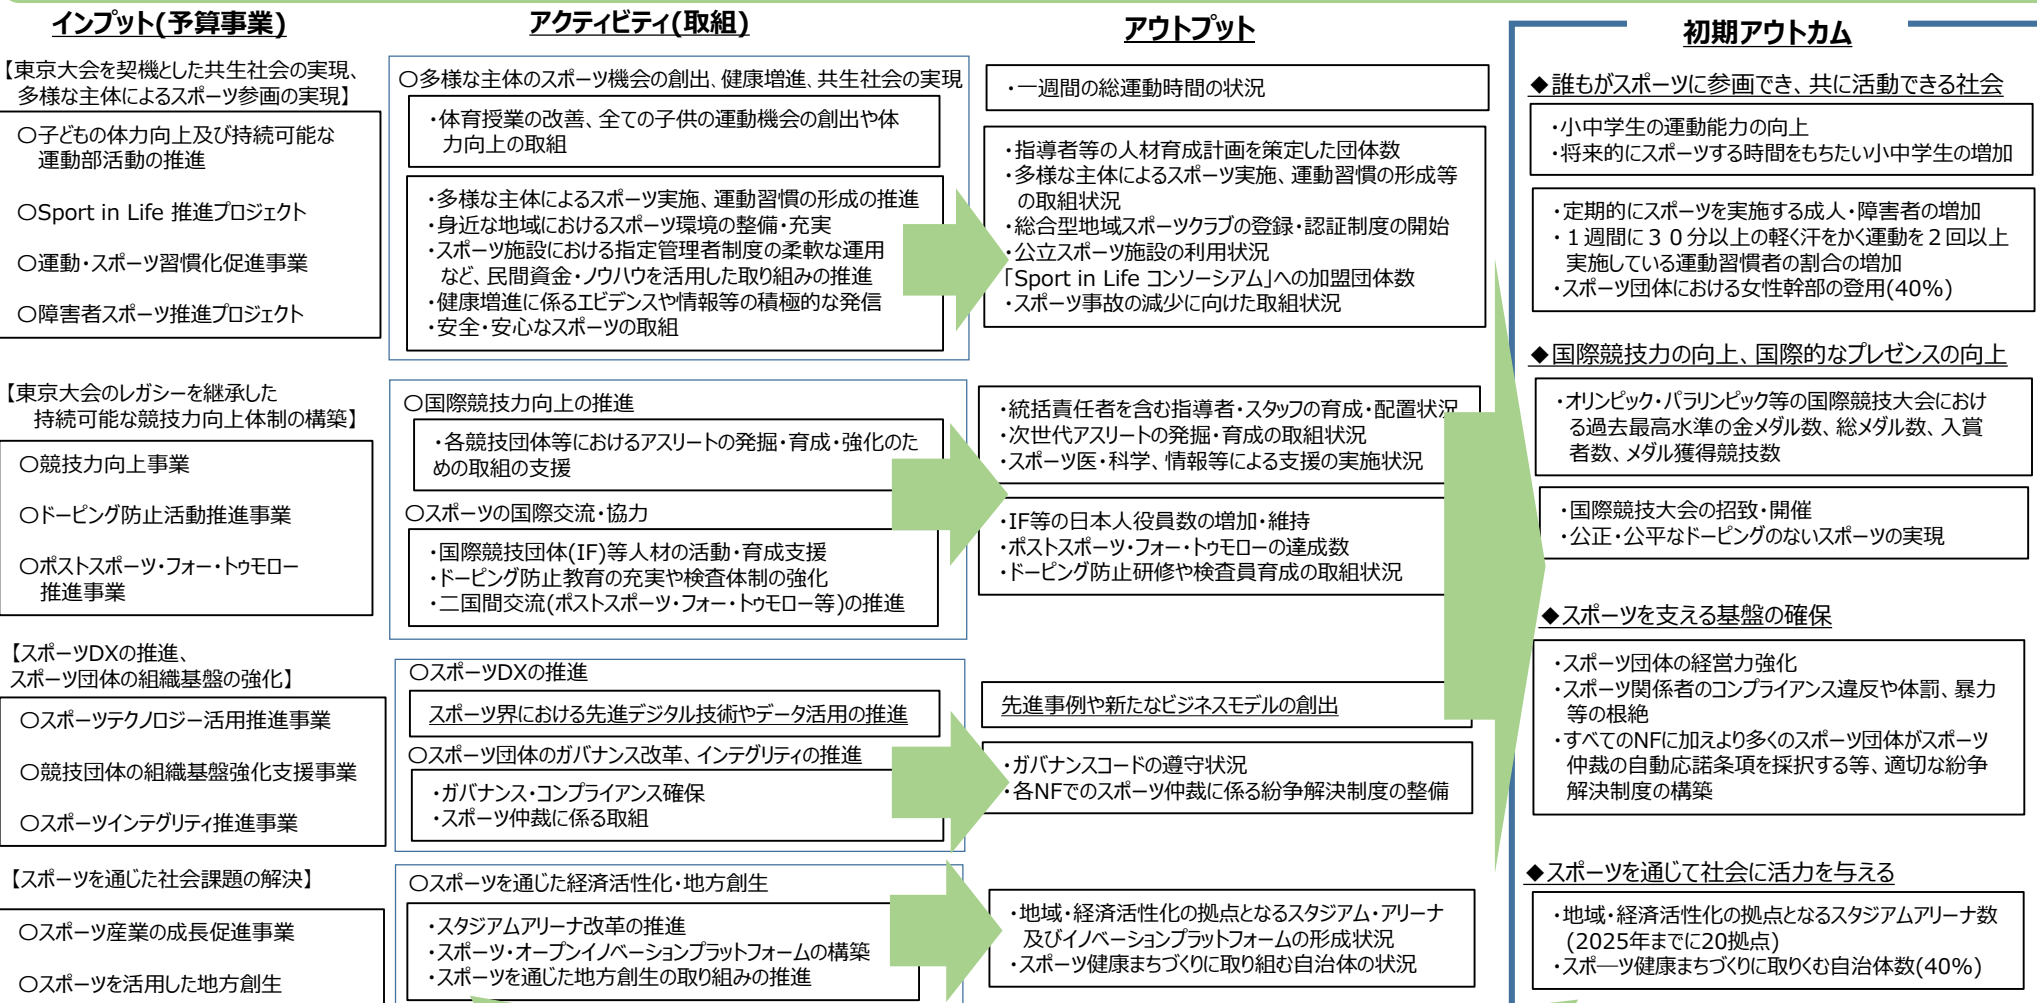 インプット(予算事業)
【東京大会を契機とした共生社会の実現、
多様な主体によるスポーツ参画の実現】
〇子どもの体力向上及び持続可能な
運動部活動の推進
〇Sport in Life 推進プロジェクト
〇運動・スポーツ習慣化促進事業
〇障害者スポーツ推進プロジェクト
【東京大会のレガシーを継承した
持続可能な競技力向上体制の構築】
〇競技力向上事業
〇ドーピング防止活動推進事業
〇ポストスポーツ・フォー・トゥモロー
推進事業
【スポーツDXの推進、
スポーツ団体の組織基盤の強化】
〇スポーツテクノロジー活用推進事業
〇競技団体の組織基盤強化支援事業
〇スポーツインテグリティ推進事業
【スポーツを通じた社会課題の解決】
〇スポーツ産業の成長促進事業
〇スポーツを活用した地方創生
アクティビティ(取組)
〇多様な主体のスポーツ機会の創出、健康増進、共生社会の実現
・体育授業の改善、全ての子供の運動機会の創出や体
力向上の取組
・多様な主体によるスポーツ実施、運動習慣の形成の推進
・身近な地域におけるスポーツ環境の整備・充実
・スポーツ施設における指定管理者制度の柔軟な運用
など、民間資金・ノウハウを活用した取り組みの推進
・健康増進に係るエビデンスや情報等の積極的な発信
・安全・安心なスポーツの取組
〇国際競技力向上の推進
・各競技団体等におけるアスリートの発掘・育成・強化のた
めの取組の支援
〇スポーツの国際交流・協力
・国際競技団体(IF)等人材の活動・育成支援
・ドーピング防止教育の充実や検査体制の強化
・二国間交流(ポストスポーツ・フォー・トゥモロー等)の推進
〇スポーツDXの推進
スポーツ界における先進デジタル技術やデータ活用の推進
〇スポーツ団体のガバナンス改革、インテグリティの推進
・ガバナンス・コンプライアンス確保
・スポーツ仲裁に係る取組
〇スポーツを通じた経済活性化・地方創生
・スタジアムアリーナ改革の推進
・スポーツ・オープンイノベーションプラットフォームの構築
・スポーツを通じた地方創生の取り組みの推進
アウトプット
・一週間の総運動時間の状況
・指導者等の人材育成計画を策定した団体数
・多様な主体によるスポーツ実施、運動習慣の形成等
の取組状況
・総合型地域スポーツクラブの登録・認証制度の開始
・公立スポーツ施設の利用状況
「Sport in Life コンソーシアム」への加盟団体数
・スポーツ事故の減少に向けた取組状況
・統括責任者を含む指導者・スタッフの育成・配置状況
・次世代アスリートの発掘・育成の取組状況
・スポーツ医・科学、情報等による支援の実施状況
・IF等の日本人役員数の増加・維持
・ポストスポーツ・フォー・トゥモローの達成数
・ドーピング防止研修や検査員育成の取組状況
先進事例や新たなビジネスモデルの創出
・ガバナンスコードの遵守状況
・各NFでのスポーツ仲裁に係る紛争解決制度の整備
・地域・経済活性化の拠点となるスタジアム・アリーナ
及びイノベーションプラットフォームの形成状況
・スポーツ健康まちづくりに取り組む自治体の状況
初期アウトカム
◆誰もがスポーツに参画でき、共に活動できる社会
・小中学生の運動能力の向上
・将来的にスポーツする時間をもちたい小中学生の増加
・定期的にスポーツを実施する成人・障害者の増加
・１週間に３０分以上の軽く汗をかく運動を２回以上
実施している運動習慣者の割合の増加
・スポーツ団体における女性幹部の登用(40%)
◆国際競技力の向上、国際的なプレゼンスの向上
・オリンピック・パラリンピック等の国際競技大会におけ
る過去最高水準の金メダル数、総メダル数、入賞
者数、メダル獲得競技数
・国際競技大会の招致・開催
・公正・公平なドーピングのないスポーツの実現
◆スポーツを支える基盤の確保
・スポーツ団体の経営力強化
・スポーツ関係者のコンプライアンス違反や体罰、暴力
等の根絶
・すべてのNFに加えより多くのスポーツ団体がスポーツ
仲裁の自動応諾条項を採択する等、適切な紛争
解決制度の構築
◆スポーツを通じて社会に活力を与える
・地域・経済活性化の拠点となるスタジアムアリーナ数
(2025年までに20拠点)
・スポ―ツ健康まちづくりに取りくむ自治体数(40%)